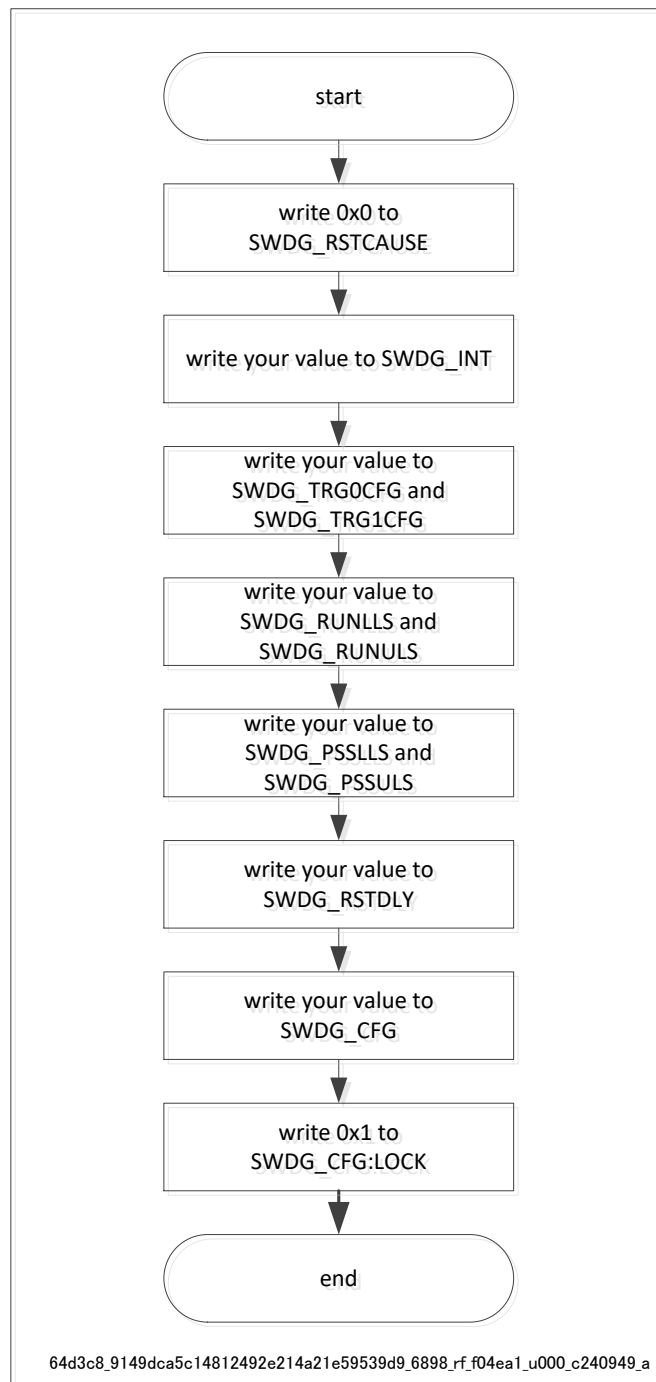 start
write 0x0 to
SWDG_RSTCAUSE
write your value to SWDG_INT
write your value to
SWDG_TRG0CFG and
SWDG_TRG1CFG
write your value to
SWDG_RUNLLS and
SWDG_RUNULS
write your value to
SWDG_PSSLLS and
SWDG_PSSULS
write your value to
SWDG_RSTDLY
write your value to
SWDG_CFG
write 0x1 to
SWDG_CFG:LOCK
end
64d3c8_9149dca5c14812492e214a21e59539d9_6898_rf_f04ea1_u000_c240949_a